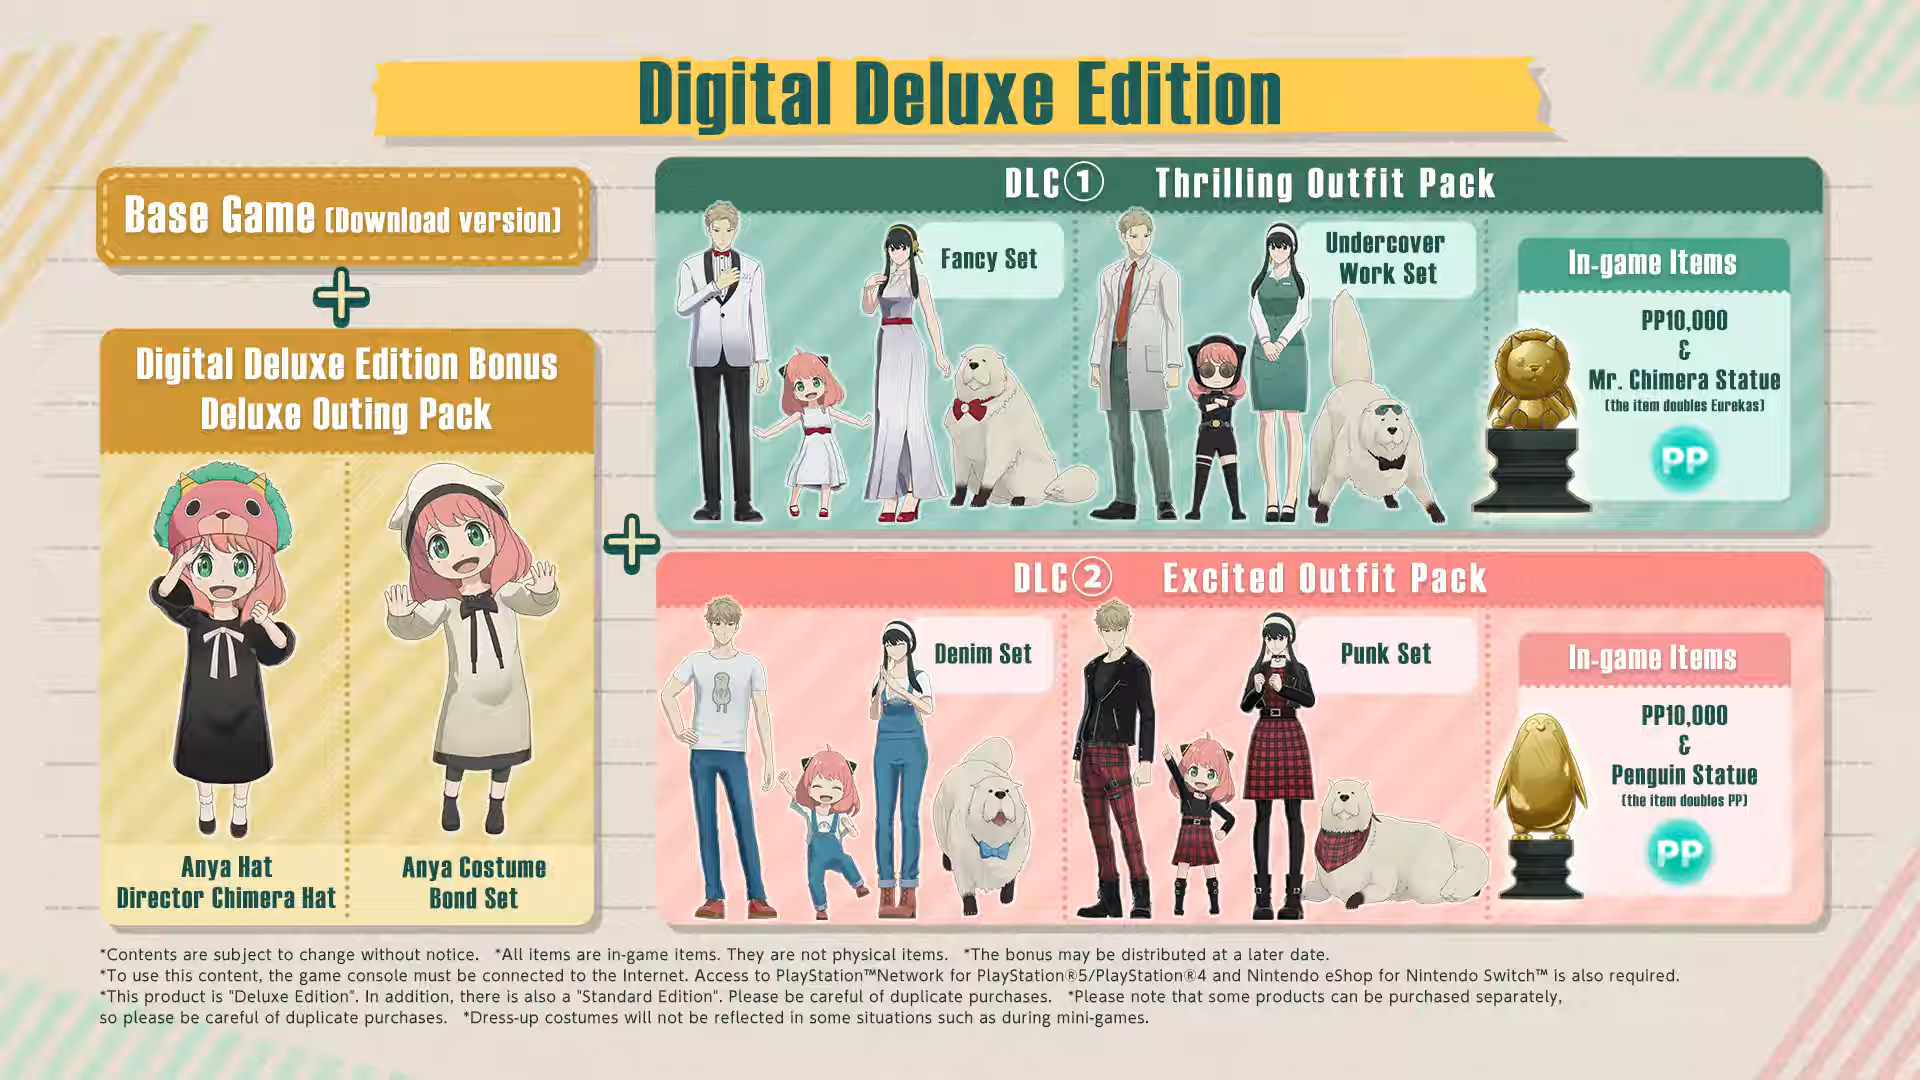 Digital Deluxe Edition
Base Game (Download version)
Digital Deluxe Edition Bonus
Deluxe Outing Pack
Anya Hat
Director Chimera Hat
Anya Costume
Bond Set
DLC① Thrilling Outfit Pack
Fancy Set
Undercover
Work Set
In-game Items
PP10,000
&
Mr. Chimera Statue
(the item doubles Eurekas)
PP
DLC② Excited Outfit Pack
Denim Set
Punk Set
In-game Items
PP10,000
&
Penguin Statue
(the item doubles PP)
PP
*Contents are subject to change without notice. *All items are in-game items. They are not physical items. *The bonus may be distributed at a later date.
*To use this content, the game console must be connected to the Internet. Access to PlayStation™Network for PlayStation®5/PlayStation®4 and Nintendo eShop for Nintendo Switch™ is also required.
*This product is "Deluxe Edition". In addition, there is also a "Standard Edition". Please be careful of duplicate purchases. *Please note that some products can be purchased separately,
so please be careful of duplicate purchases. *Dress-up costumes will not be reflected in some situations such as during mini-games.